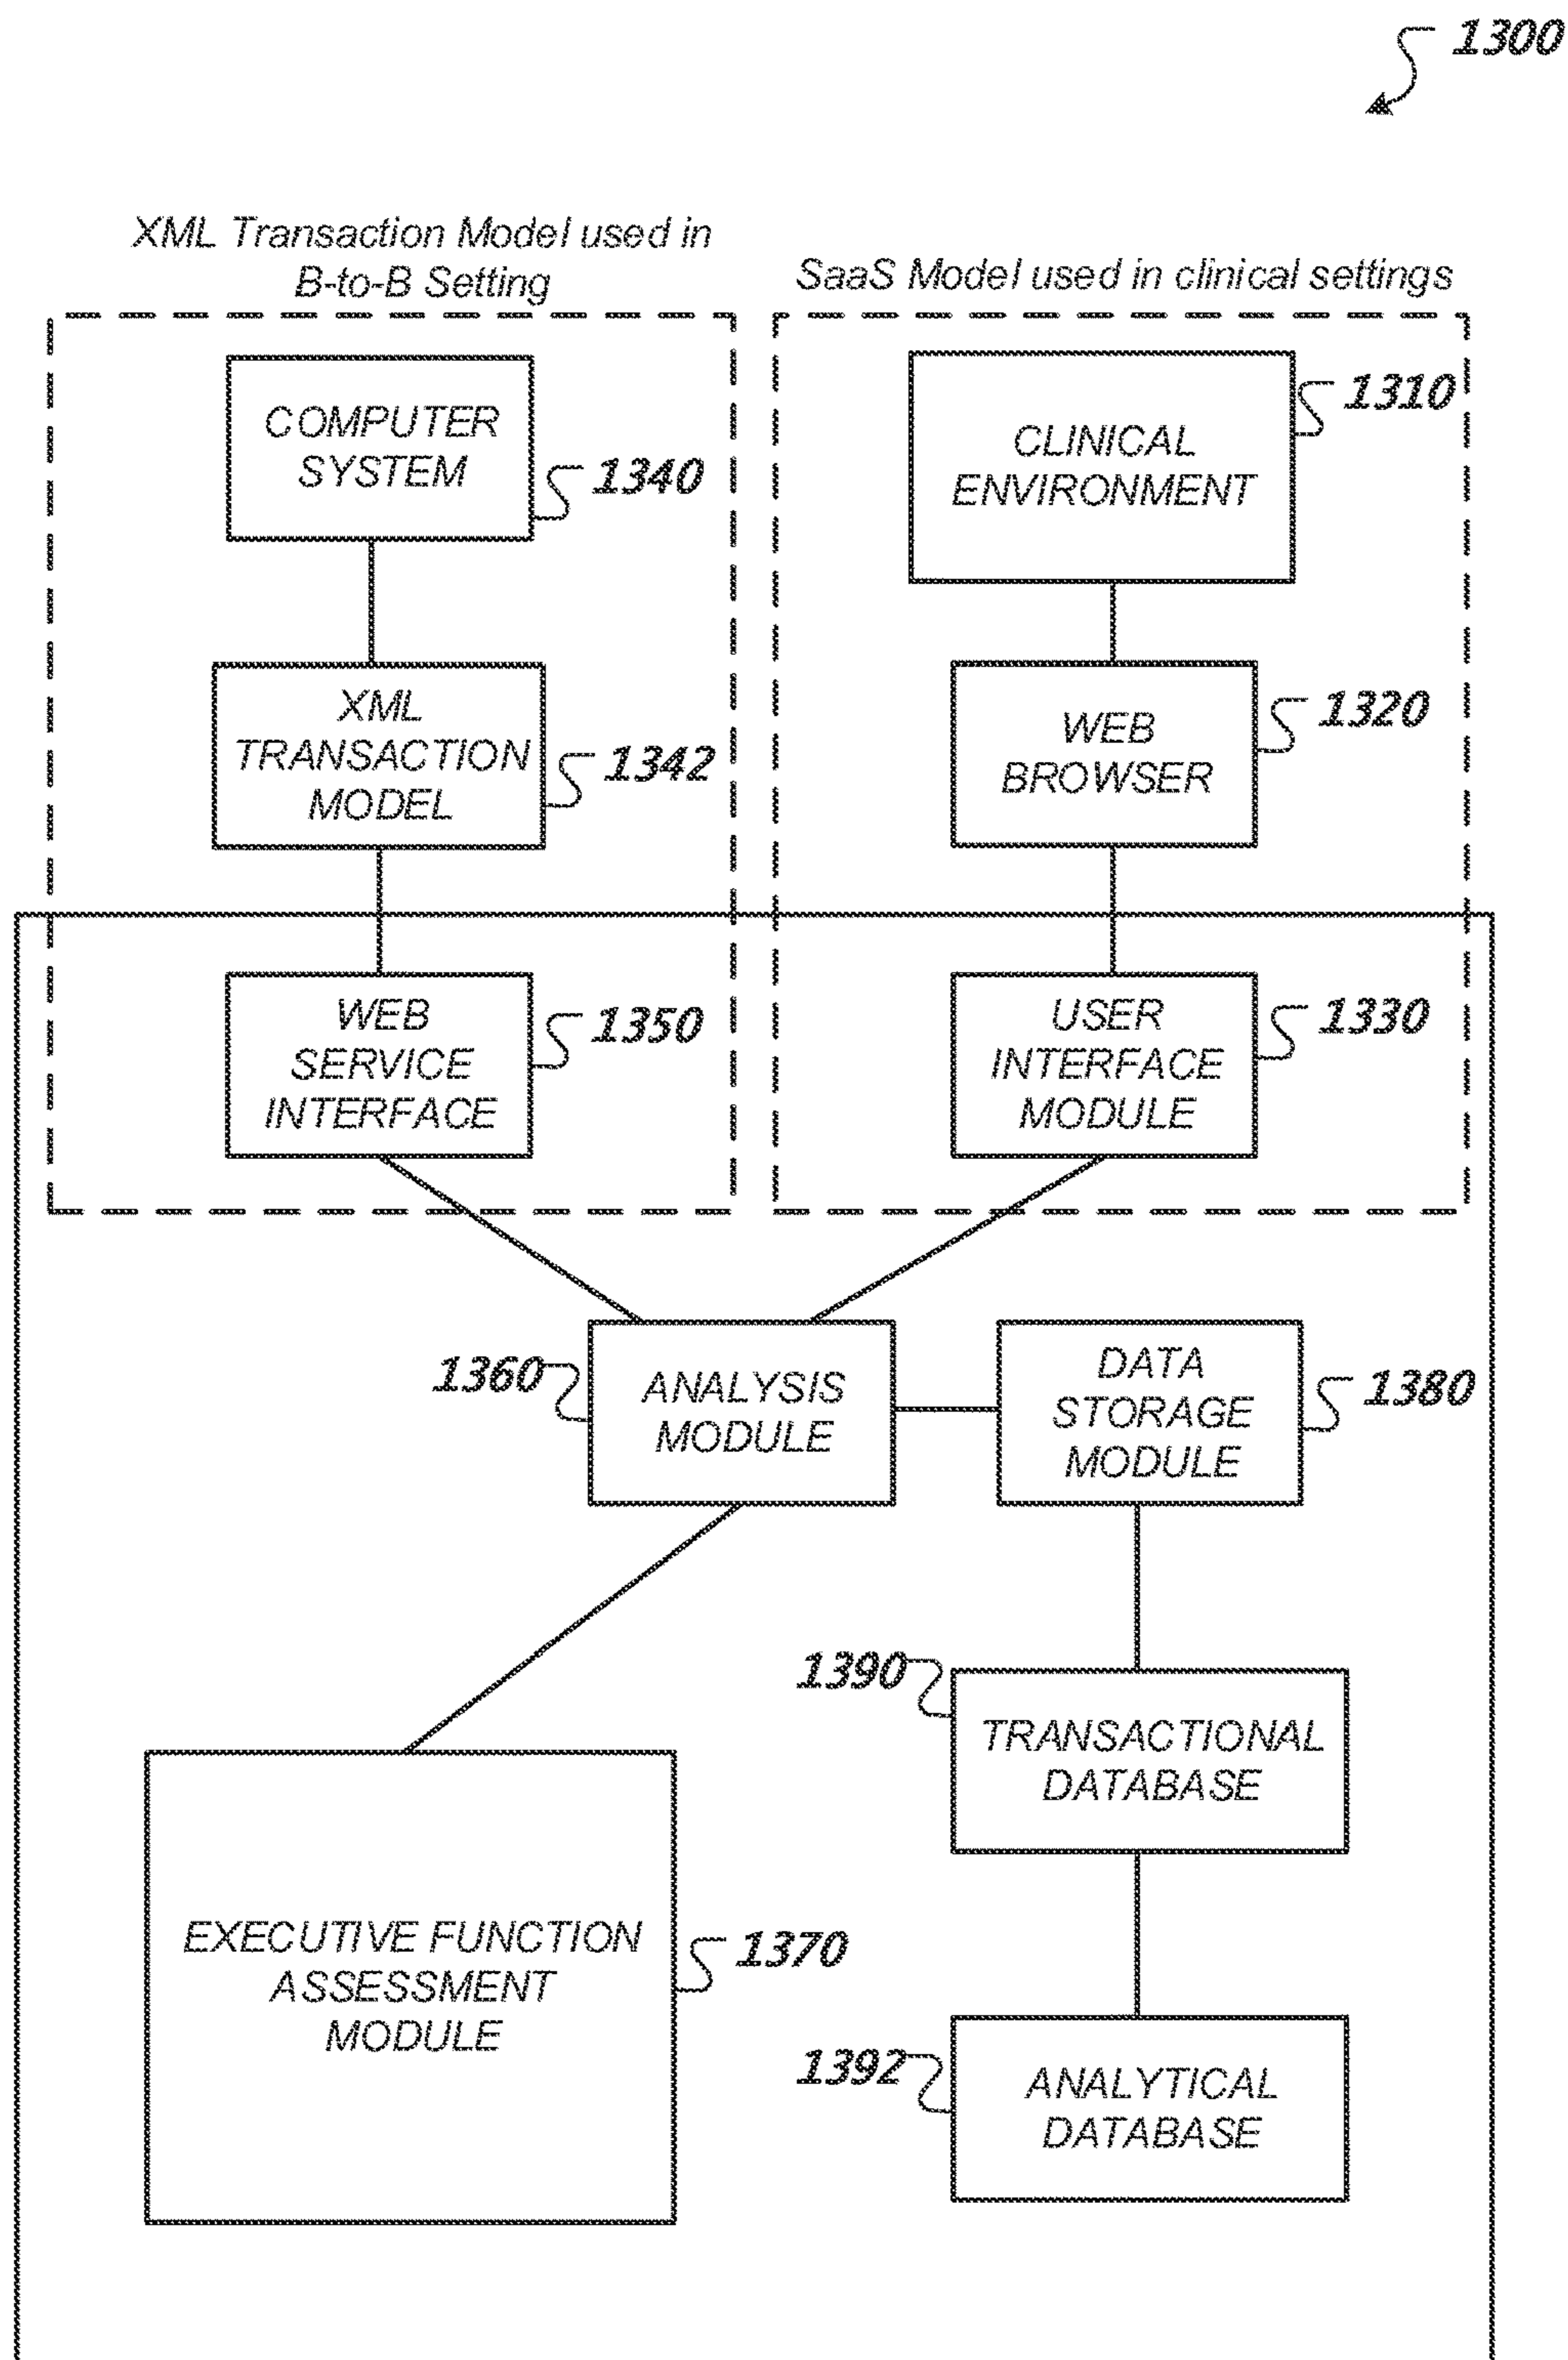 1300
XML Transaction Model used in
B-to-B Setting
SaaS Model used in clinical settings
COMPUTER
SYSTEM
1340
CLINICAL
ENVIRONMENT
1310
XML
TRANSACTION
MODEL
1342
WEB
BROWSER
1320
WEB
SERVICE
INTERFACE
1350
USER
INTERFACE
MODULE
1330
1360
ANALYSIS
MODULE
DATA
STORAGE
MODULE
1380
1390
TRANSACTIONAL
DATABASE
EXECUTIVE FUNCTION
ASSESSMENT
MODULE
1370
1392
ANALYTICAL
DATABASE